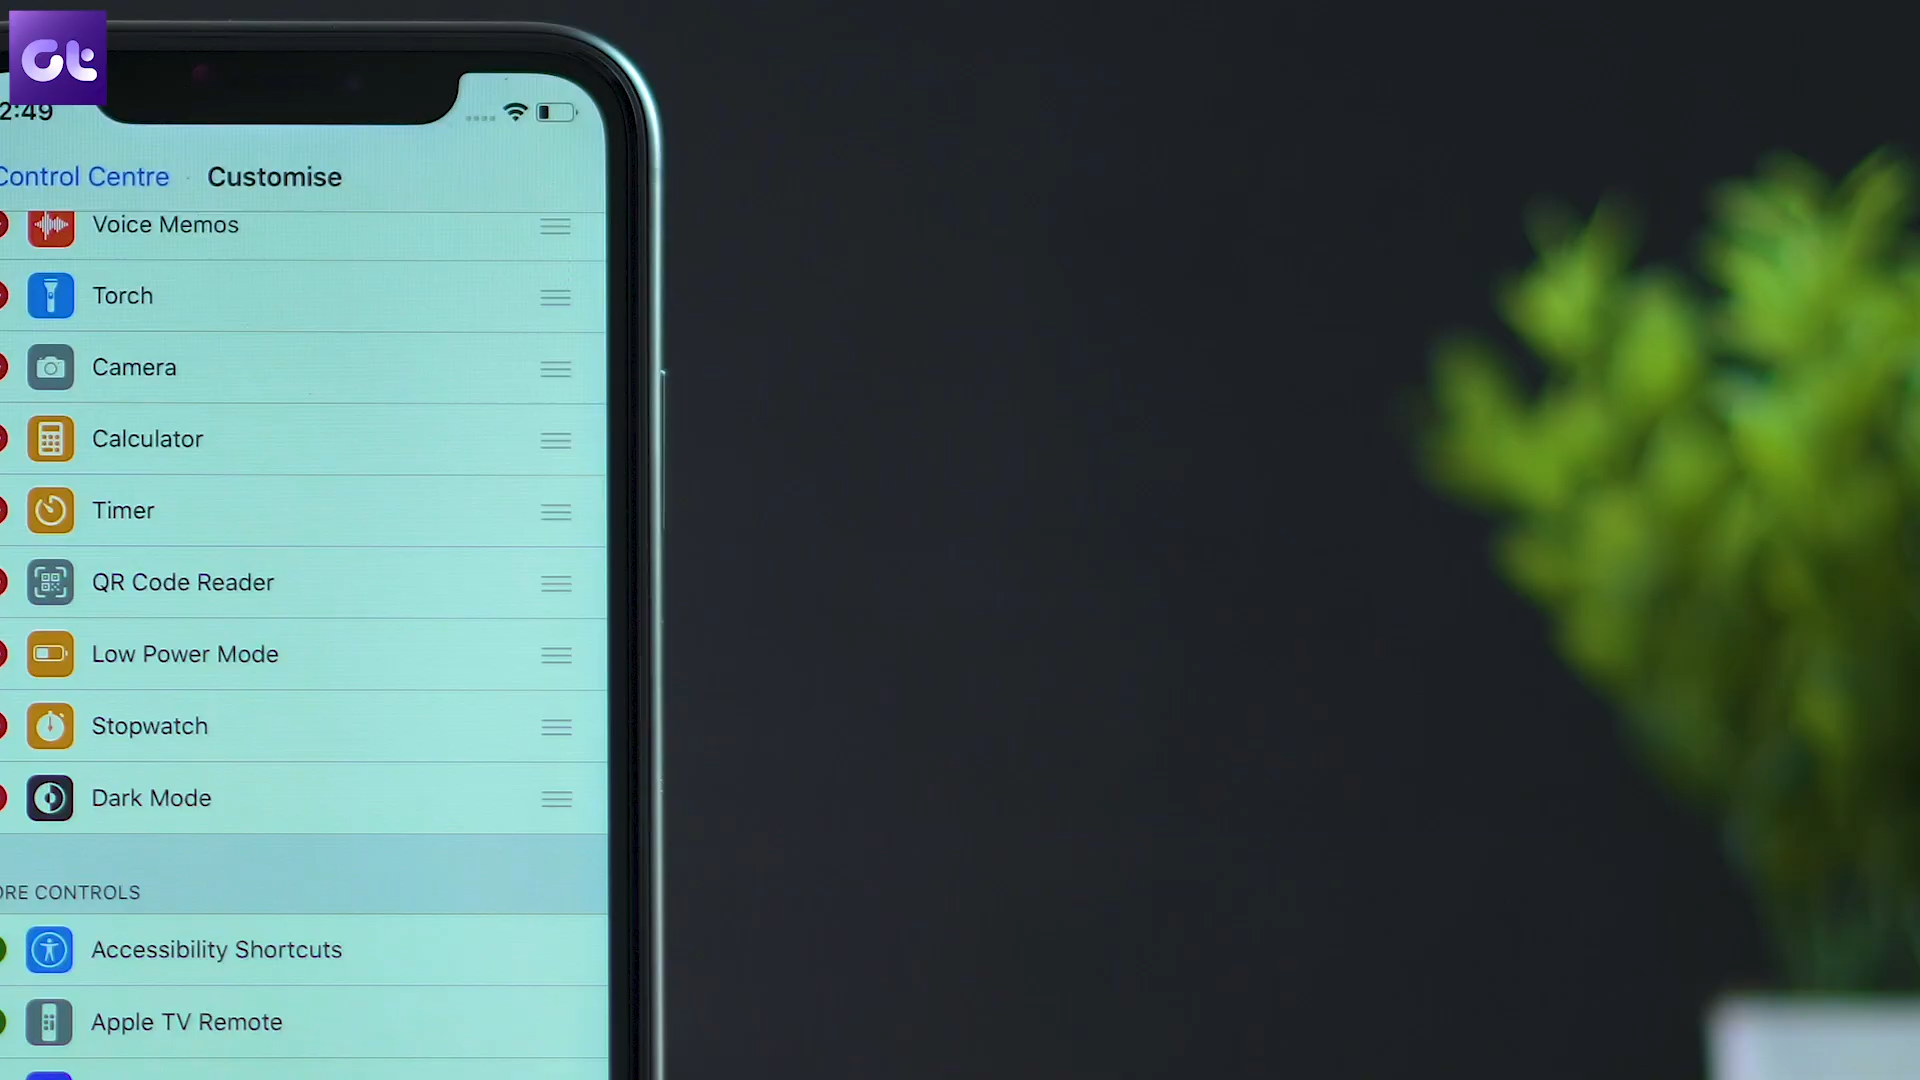 Gt
2:49
Control Centre
Customise
Voice Memos
Torch
Camera
Calculator
Timer
QR Code Reader
Low Power Mode
Stopwatch
Dark Mode
ORE CONTROLS
Accessibility Shortcuts
Apple TV Remote